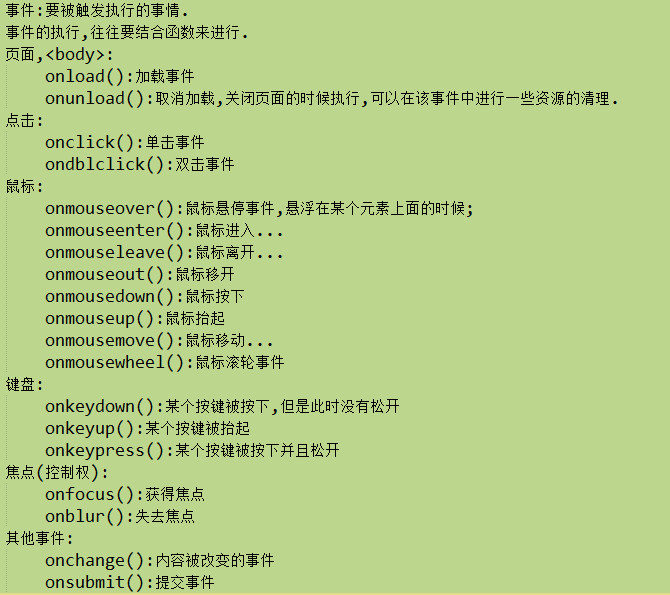 事件:要被触发执行的事情.
事件的执行,往往要结合函数来进行.
页面,<body>:
onload():加载事件
onunload():取消加载,关闭页面的时候执行,可以在该事件中进行一些资源的清理.
点击:
onclick():单击事件
ondblclick():双击事件
鼠标:
onmouseover():鼠标悬停事件,悬浮在某个元素上面的时候;
onmouseenter():鼠标进入...
onmouseleave():鼠标离开...
onmouseout():鼠标移开
onmousedown():鼠标按下
onmouseup():鼠标抬起
onmousemove():鼠标移动...
onmousewheel():鼠标滚轮事件
键盘:
onkeydown():某个按键被按下,但是此时没有松开
onkeyup():某个按键被抬起
onkeypress():某个按键被按下并且松开
焦点(控制权):
onfocus():获得焦点
onblur():失去焦点
其他事件:
onchange():内容被改变的事件
onsubmit():提交事件